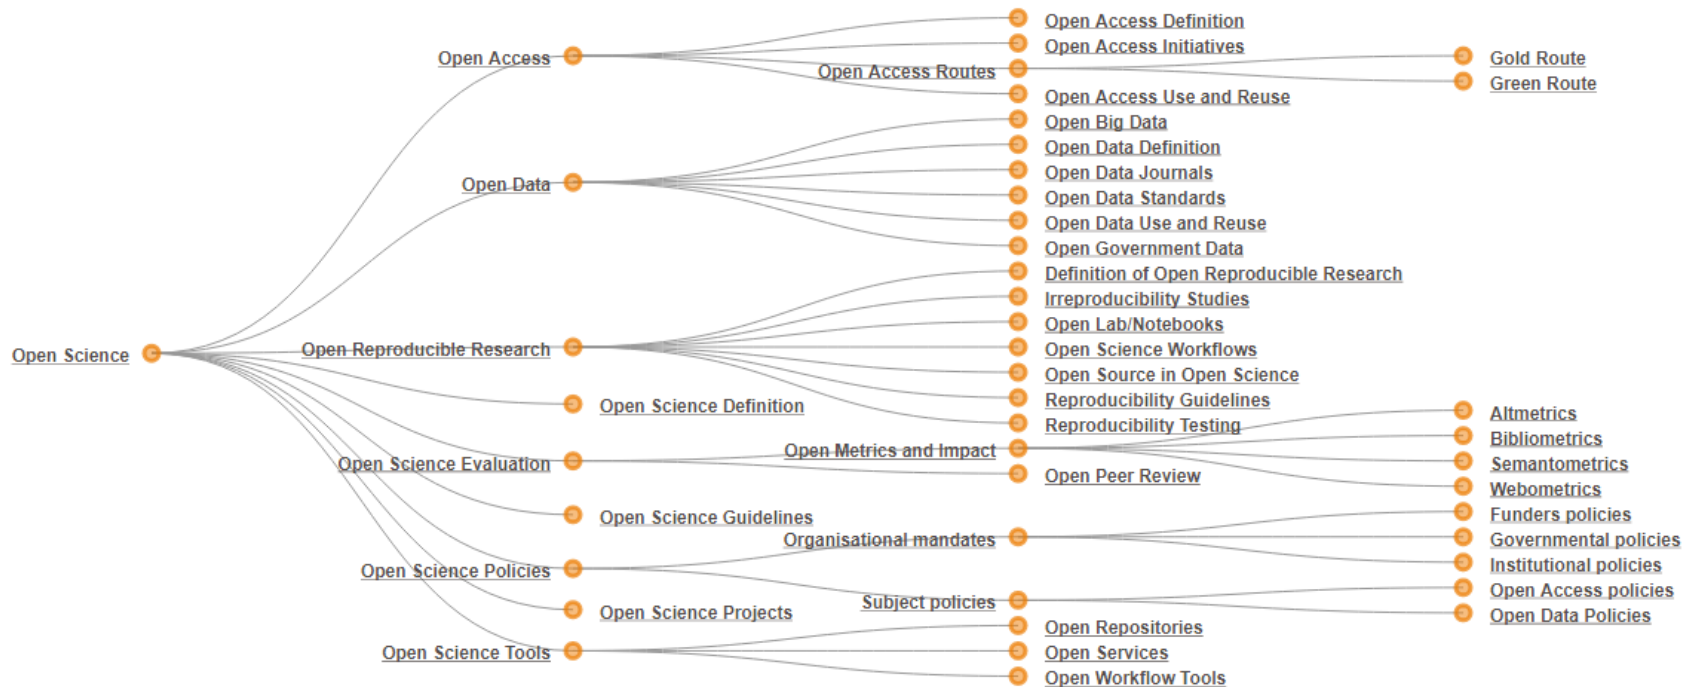 Open Science
Open Access
Open Access Definition
Open Access Initiatives
Open Access Routes
Gold Route
Green Route
Open Access Use and Reuse
Open Data
Open Big Data
Open Data Definition
Open Data Journals
Open Data Standards
Open Data Use and Reuse
Open Government Data
Open Reproducible Research
Definition of Open Reproducible Research
Irreproducibility Studies
Open Lab/Notebooks
Open Science Workflows
Open Source in Open Science
Reproducibility Guidelines
Reproducibility Testing
Open Science Definition
Open Science Evaluation
Open Metrics and Impact
Altmetrics
Bibliometrics
Semantometrics
Webometrics
Open Peer Review
Open Science Guidelines
Open Science Policies
Organisational mandates
Funders policies
Governmental policies
Institutional policies
Subject policies
Open Access policies
Open Data Policies
Open Science Projects
Open Science Tools
Open Repositories
Open Services
Open Workflow Tools